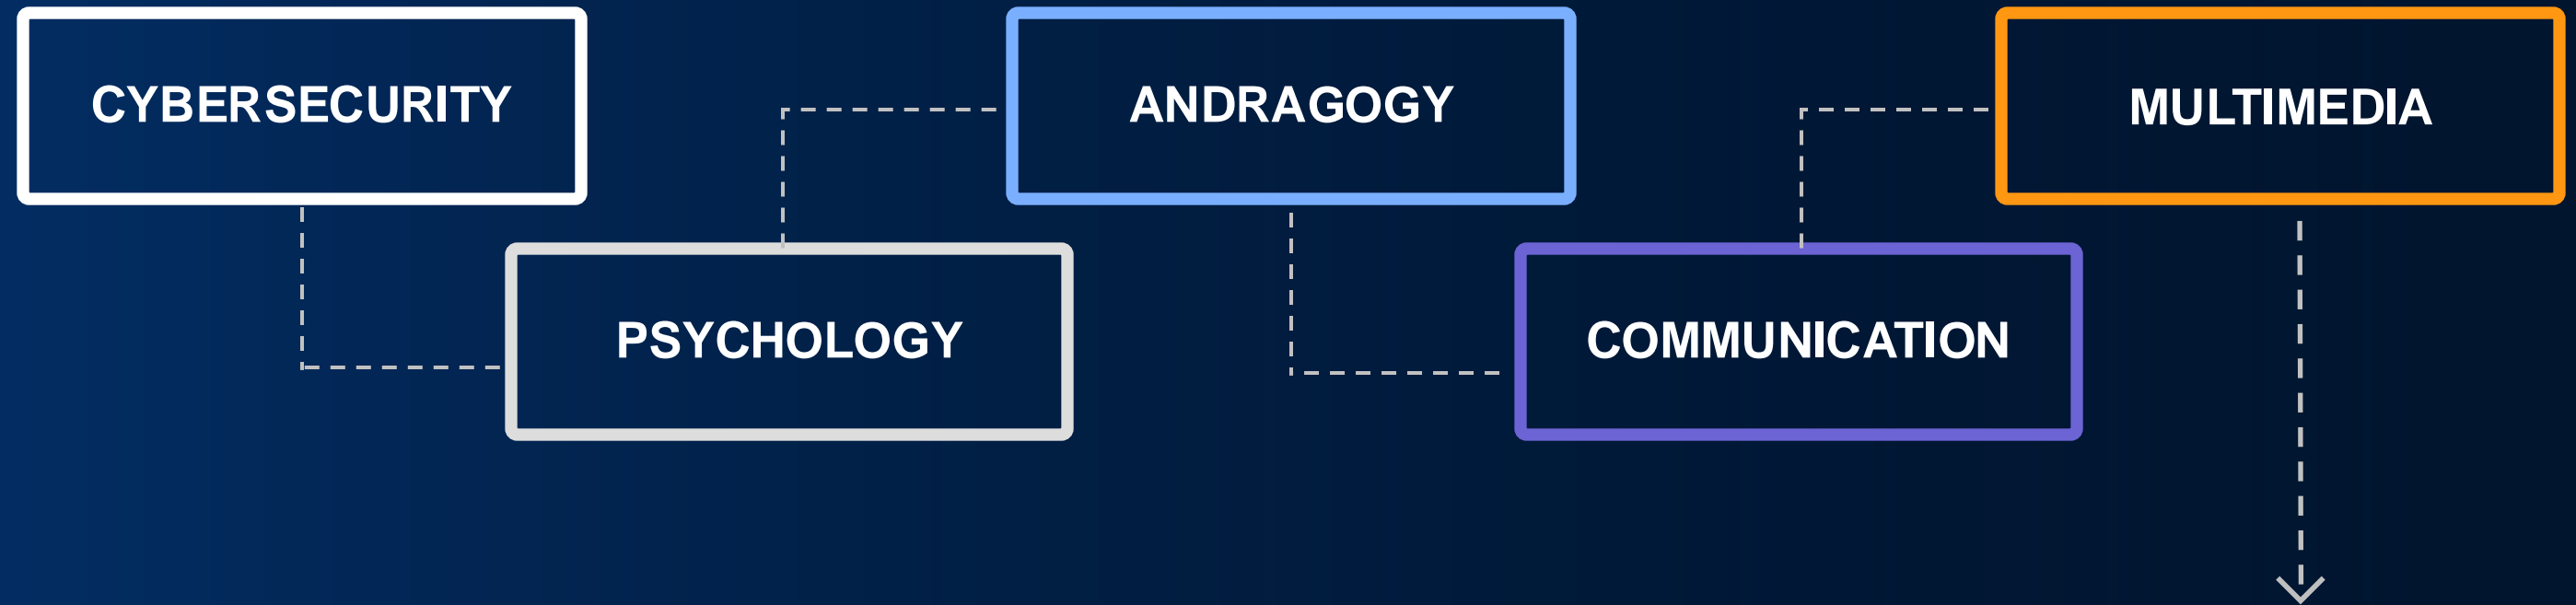 CYBERSECURITY
PSYCHOLOGY
ANDRAGOGY
COMMUNICATION
MULTIMEDIA